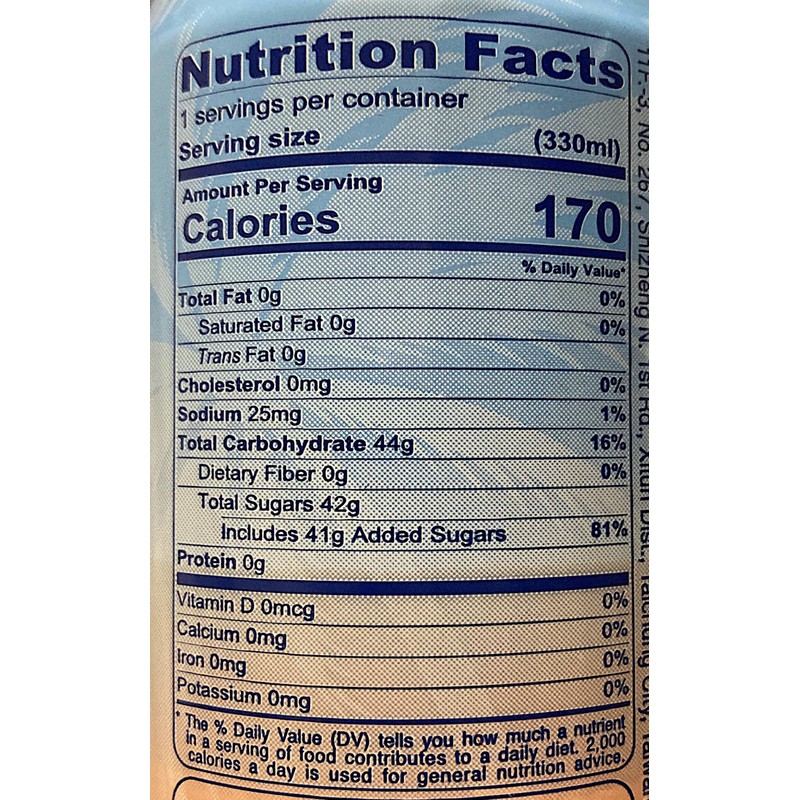 Nutrition Facts
1 servings per container
Serving size (330ml)
Amount Per Serving
Calories 170
% Daily Value*
Total Fat 0g 0%
Saturated Fat 0g 0%
Trans Fat 0g
Cholesterol 0mg 0%
Sodium 25mg 1%
Total Carbohydrate 44g 16%
Dietary Fiber 0g 0%
Total Sugars 42g
Includes 41g Added Sugars 81%
Protein 0g
Vitamin D 0mcg 0%
Calcium 0mg 0%
Iron 0mg 0%
Potassium 0mg 0%
* The % Daily Value (DV) tells you how much a nutrient
in a serving of food contributes to a daily diet. 2,000
calories a day is used for general nutrition advice.
No. 267, Shizheng N. 1st Rd., Xitun Dist., Taichung City,